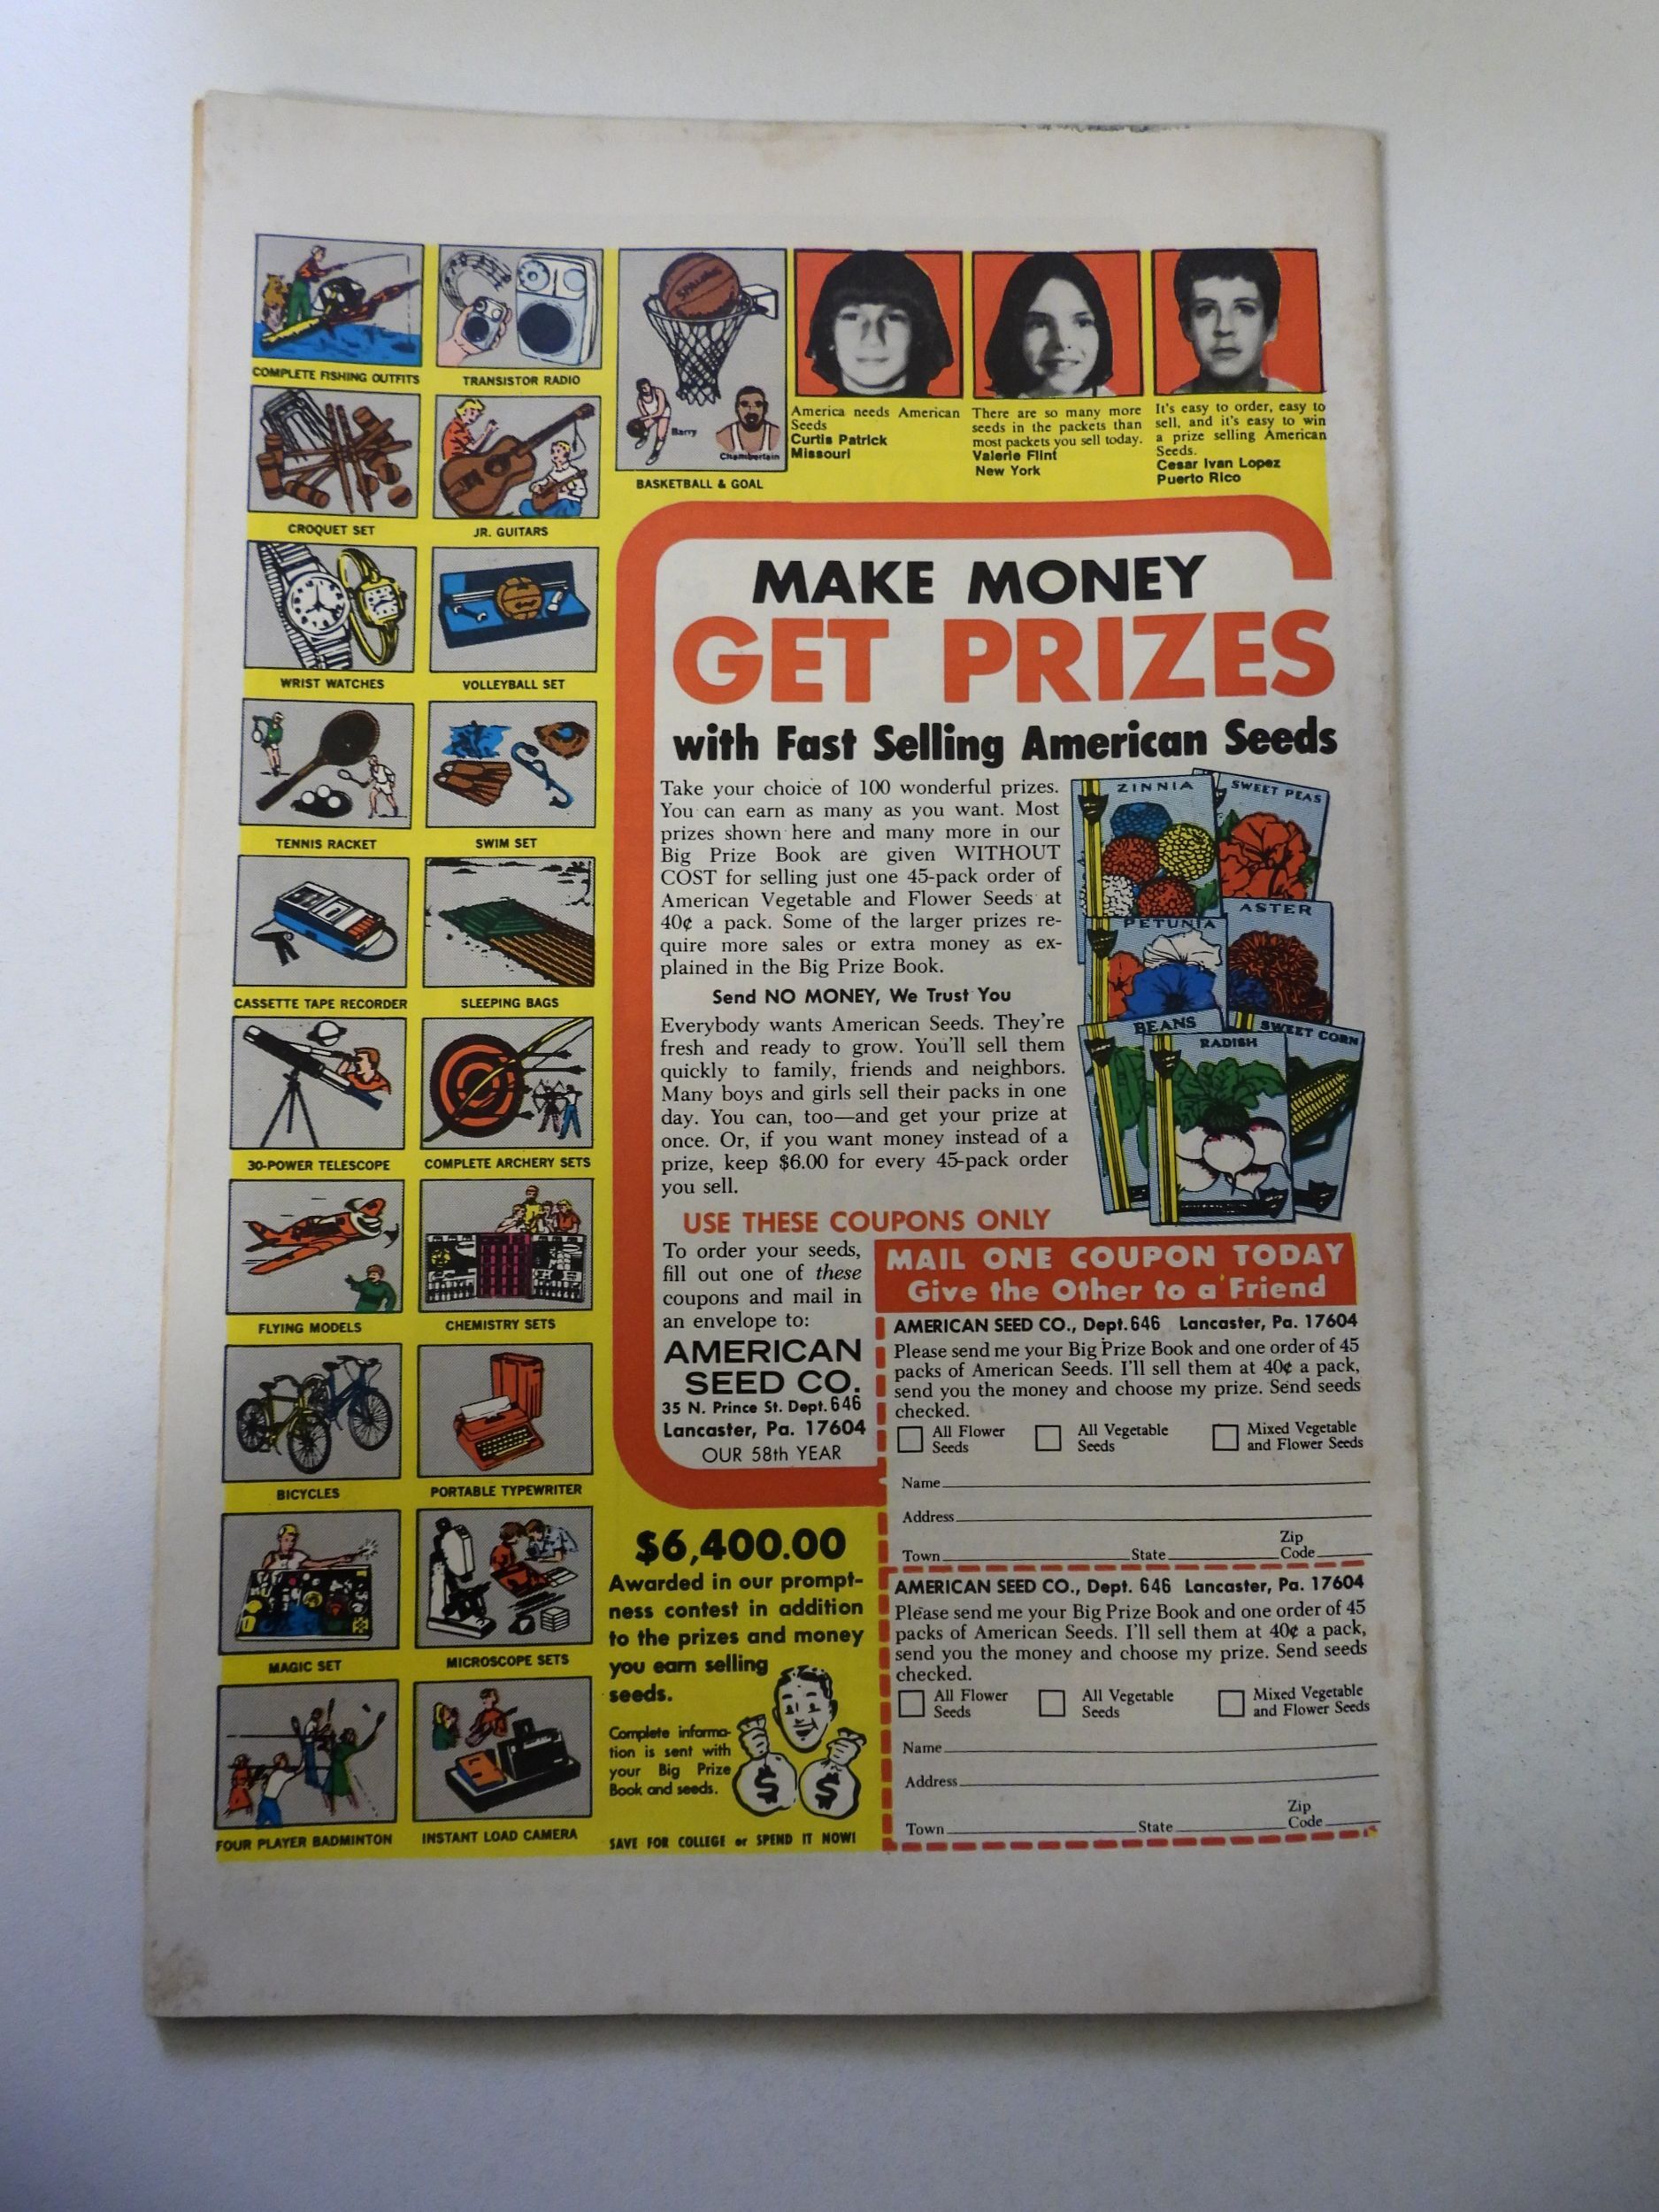 COMPLETE FISHING OUTFITS
TRANSISTOR RADIO
CROQUET SET
JR. GUITARS
WRIST WATCHES
VOLLEYBALL SET
TENNIS RACKET
SWIM SET
CASSETTE TAPE RECORDER
SLEEPING BAGS
30-POWER TELESCOPE
COMPLETE ARCHERY SETS
FLYING MODELS
CHEMISTRY SETS
BICYCLES
PORTABLE TYPEWRITER
MAGIC SET
MICROSCOPE SETS
FOUR PLAYER BADMINTON
INSTANT LOAD CAMERA
SPALDING
Barry
Chamberlain
BASKETBALL & GOAL
America needs American
Seeds
Curtis Patrick
Missouri
There are so many more
seeds in the packets than
most packets you sell today.
Valerie Flint
New York
It's easy to order, easy to
sell, and it's easy to win
a prize selling American
Seeds.
Cesar Ivan Lopez
Puerto Rico
MAKE MONEY
GET PRIZES
with Fast Selling American Seeds
Take your choice of 100 wonderful prizes.
You can earn as many as you want. Most
prizes shown here and many more in our
Big Prize Book are given WITHOUT
COST for selling just one 45-pack order of
American Vegetable and Flower Seeds at
40¢ a pack. Some of the larger prizes re-
quire more sales or extra money as ex-
plained in the Big Prize Book.
Send NO MONEY, We Trust You
Everybody wants American Seeds. They're
fresh and ready to grow. You'll sell them
quickly to family, friends and neighbors.
Many boys and girls sell their packs in one
day. You can, too—and get your prize at
once. Or, if you want money instead of a
prize, keep $6.00 for every 45-pack order
you sell.
ZINNIA
SWEET PEAS
PETUNIA
ASTER
BEANS
RADISH
SWEET CORN
USE THESE COUPONS ONLY
To order your seeds,
fill out one of these
coupons and mail in
an envelope to:
AMERICAN
SEED CO.
35 N. Prince St. Dept. 646
Lancaster, Pa. 17604
OUR 58th YEAR
MAIL ONE COUPON TODAY
Give the Other to a Friend
AMERICAN SEED CO., Dept. 646 Lancaster, Pa. 17604
Please send me your Big Prize Book and one order of 45
packs of American Seeds. I'll sell them at 40¢ a pack,
send you the money and choose my prize. Send seeds
checked.
All Flower
Seeds
All Vegetable
Seeds
Mixed Vegetable
and Flower Seeds
Name
Address
Town State Zip
Code
AMERICAN SEED CO., Dept. 646 Lancaster, Pa. 17604
Please send me your Big Prize Book and one order of 45
packs of American Seeds. I'll sell them at 40¢ a pack,
send you the money and choose my prize. Send seeds
checked.
All Flower
Seeds
All Vegetable
Seeds
Mixed Vegetable
and Flower Seeds
Name
Address
Town State Zip
Code
$6,400.00
Awarded in our prompt-
ness contest in addition
to the prizes and money
you earn selling
seeds.
Complete informa-
tion is sent with
your Big Prize
Book and seeds.
$ $
SAVE FOR COLLEGE or SPEND IT NOW!